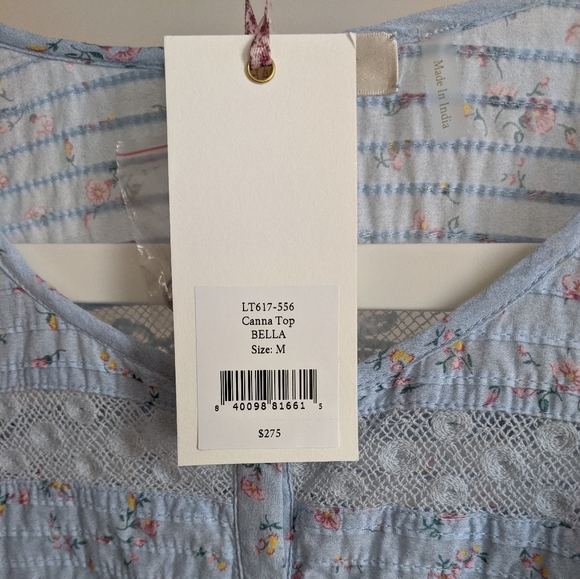 Made In India
LT617-556
Canna Top
BELLA
Size: M
8 40098 81661 5
$275